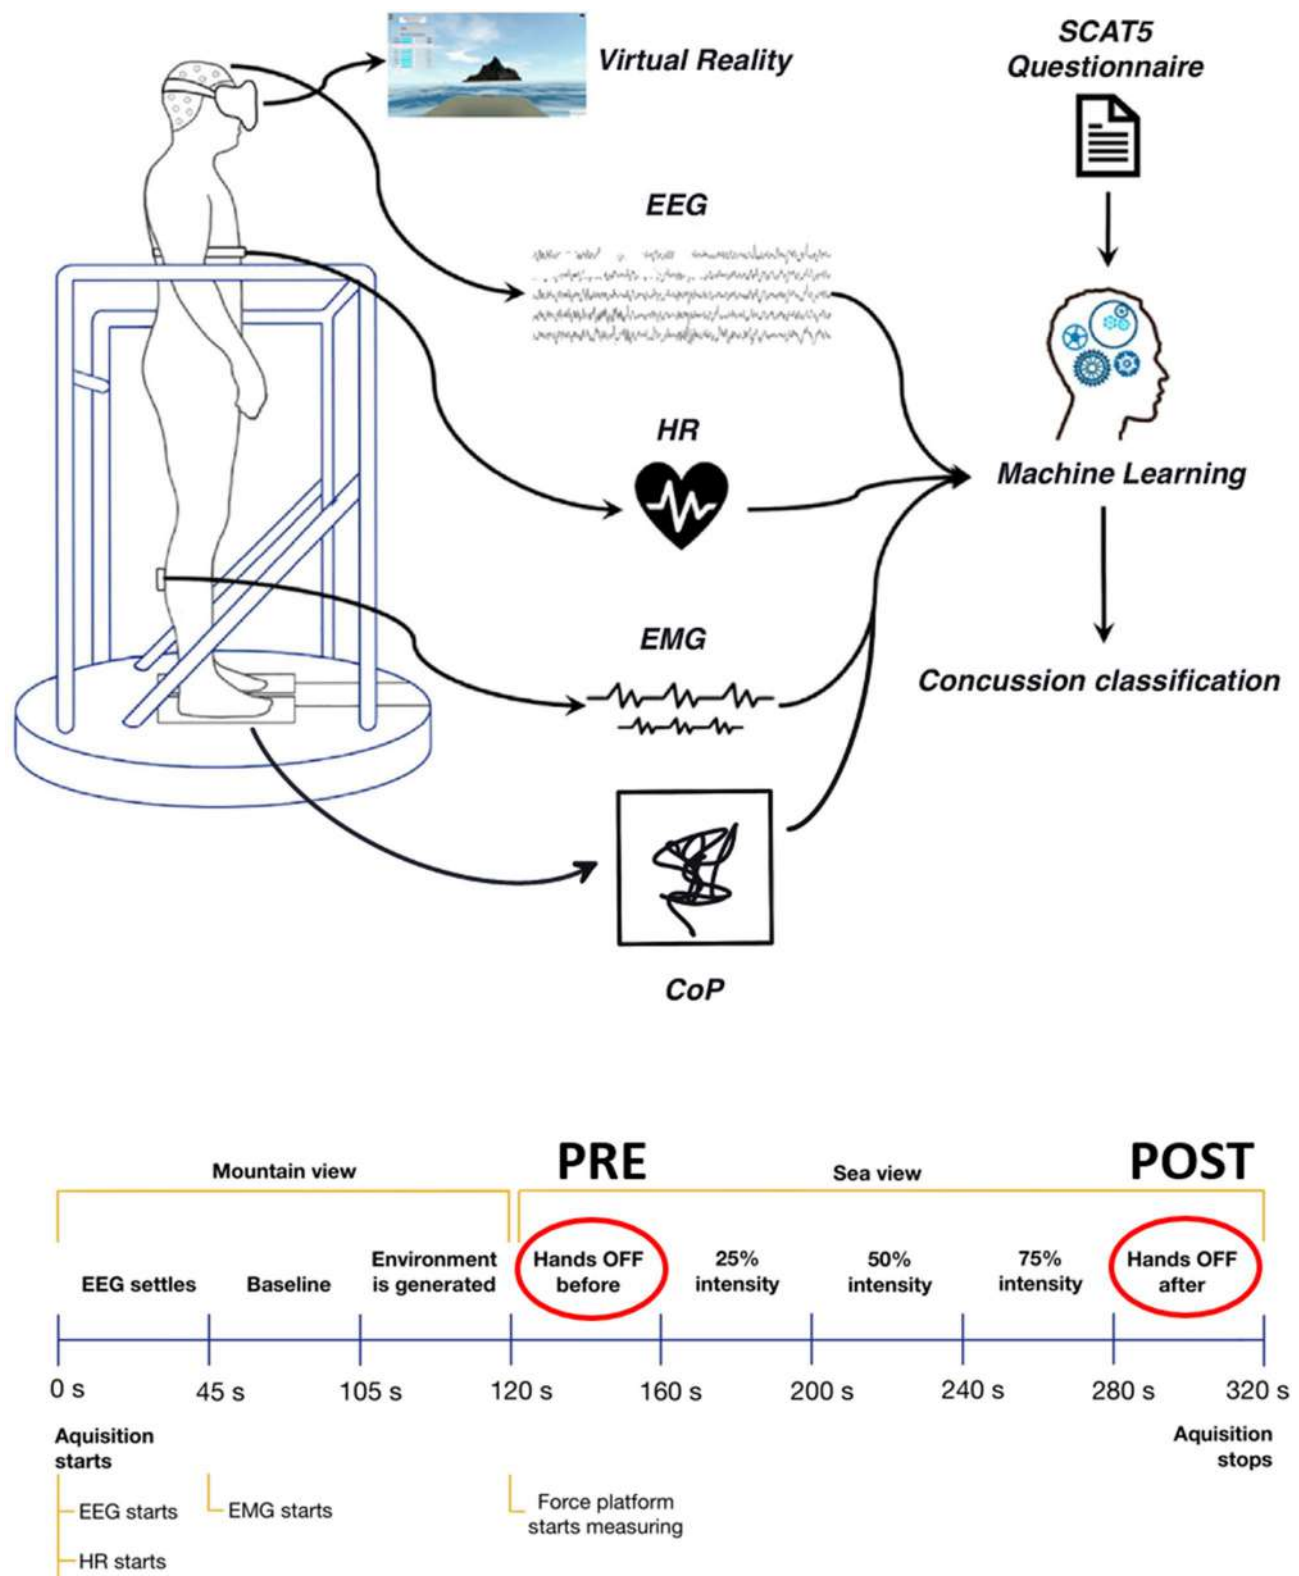 Virtual Reality
SCAT5
Questionnaire
EEG
HR
Machine Learning
EMG
Concussion classification
CoP
Mountain view
PRE
Sea view
POST
EEG settles
Baseline
Environment
is generated
Hands OFF
before
25%
intensity
50%
intensity
75%
intensity
Hands OFF
after
0 s
45 s
105 s
120 s
160 s
200 s
240 s
280 s
320 s
Aquisition
starts
Aquisition
stops
EEG starts
EMG starts
Force platform
starts measuring
HR starts